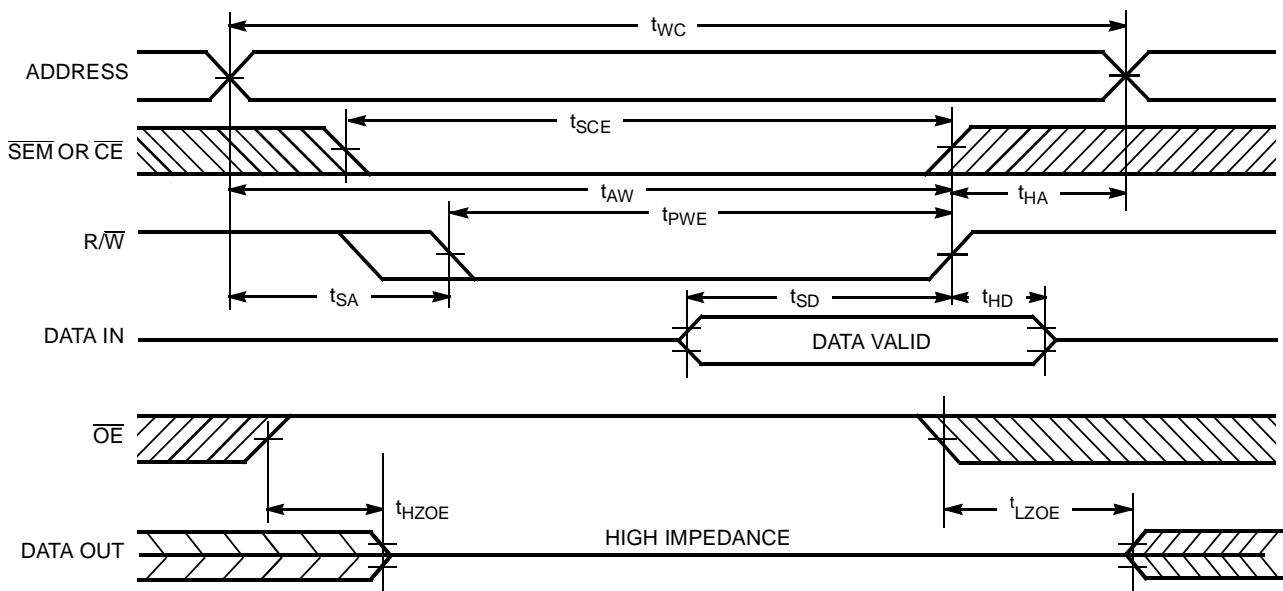 tWC
ADDRESS
tSCE
SEM OR CE
tAW
tHA
tPWE
R/W
tSA
tSD
tHD
DATA IN
DATA VALID
OE
tHZOE
tLZOE
DATA OUT
HIGH IMPEDANCE